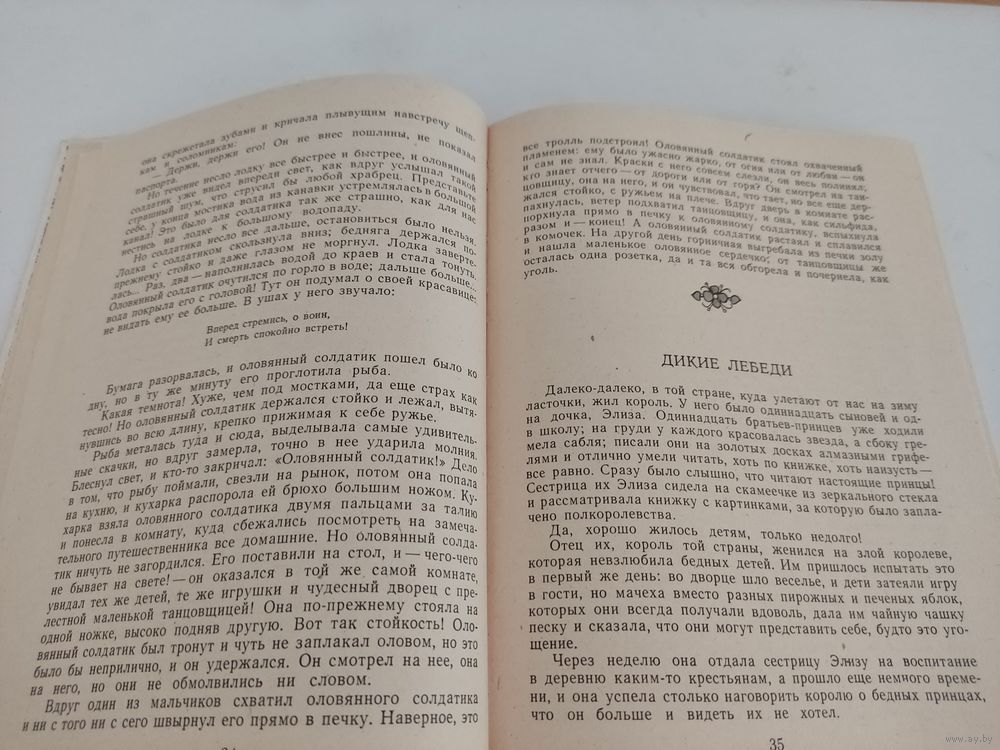 она скрежетала зубами и кричала плывущим навстречу щеп-
кам и соломинкам:
— Держи, держи его! Он не внес пошлины, не показал
паспорта.
Но течение несло лодку все быстрее и быстрее, и оловянный
солдатик уже видел впереди свет, как вдруг услышал такой
страшный шум, что струсил бы любой храбрец. Представьте
себе, у конца мостика вода из канавки устремлялась в большой
канал! Это было для солдатика так же страшно, как для нас
нестись на лодке к большому водопаду.
Но солдатика несло все дальше, остановиться было нельзя.
Лодка с солдатиком скользнула вниз; бедняга держался по-
прежнему стойко и даже глазом не моргнул. Лодка заверте-
лась... Раз, два — наполнилась водой до краев и стала тонуть.
Оловянный солдатик очутился по горло в воде; дальше больше...
вода покрыла его с головой! Тут он подумал о своей красавице:
не видать ему ее больше. В ушах у него звучало:
Вперед стремись, о воин,
И смерть спокойно встреть!
Бумага разорвалась, и оловянный солдатик пошел было ко
дну, но в ту же минуту его проглотила рыба.
Какая темнота! Хуже, чем под мостками, да еще страх как
тесно! Но оловянный солдатик держался стойко и лежал, вытя-
нувшись во всю длину, крепко прижимая к себе ружье.
Рыба металась туда и сюда, выделывала самые удивитель-
ные скачки, но вдруг замерла, точно в нее ударила молния.
Блеснул свет, и кто-то закричал: «Оловянный солдатик!» Дело
в том, что рыбу поймали, свезли на рынок, потом она попала
на кухню, и кухарка распорола ей брюхо большим ножом. Ку-
харка взяла оловянного солдатика двумя пальцами за талию
и понесла в комнату, куда сбежались посмотреть на замеча-
тельного путешественника все домашние. Но оловянный солда-
тик ничуть не загордился. Его поставили на стол, и — чего-чего
не бывает на свете! — он оказался в той же самой комнате,
увидал тех же детей, те же игрушки и чудесный дворец с пре-
лестной маленькой танцовщицей! Она по-прежнему стояла на
одной ножке, высоко подняв другую. Вот так стойкость! Оло-
вянный солдатик был тронут и чуть не заплакал оловом, но это
было бы неприлично, и он удержался. Он смотрел на нее, она
на него, но они не обмолвились ни словом.
Вдруг один из мальчиков схватил оловянного солдатика
и ни с того ни с сего швырнул его прямо в печку. Наверное, это
все тролль подстроил! Оловянный солдатик стоял охваченный
пламенем: ему было ужасно жарко, от огня или от любви — он
и сам не знал. Краски с него совсем слезли, он весь полинял;
кто знает отчего — от дороги или от горя? Он смотрел на тан-
цовщицу, она на него, и он чувствовал, что тает, но все еще дер-
жался стойко, с ружьем на плече. Вдруг дверь в комнате рас-
пахнулась, ветер подхватил танцовщицу, и она, как сильфида,
порхнула прямо в печку к оловянному солдатику, вспыхнула
разом и — конец! А оловянный солдатик растаял и сплавился
в комочек. На другой день горничная выгребала из печки золу
и нашла маленькое оловянное сердечко; от танцовщицы же
осталась одна розетка, да и та вся обгорела и почернела, как
уголь.
ДИКИЕ ЛЕБЕДИ
Далеко-далеко, в той стране, куда улетают от нас на зиму
ласточки, жил король. У него было одиннадцать сыновей и од-
на дочка, Элиза. Одиннадцать братьев-принцев уже ходили
в школу; на груди у каждого красовалась звезда, а сбоку гре-
мела сабля; писали они на золотых досках алмазными грифе-
лями и отлично умели читать, хоть по книжке, хоть наизусть —
все равно. Сразу было слышно, что читают настоящие принцы!
Сестрица их Элиза сидела на скамеечке из зеркального стекла
и рассматривала книжку с картинками, за которую было запла-
чено полкоролевства.
Да, хорошо жилось детям, только недолго!
Отец их, король той страны, женился на злой королеве,
которая невзлюбила бедных детей. Им пришлось испытать это
в первый же день: во дворце шло веселье, и дети затеяли игру
в гости, но мачеха вместо разных пирожных и печеных яблок,
которых они всегда получали вдоволь, дала им чайную чашку
песку и сказала, что они могут представить себе, будто это уго-
щение.
Через неделю она отдала сестрицу Элизу на воспитание
в деревню каким-то крестьянам, а прошло еще немного време-
ни, и она успела столько наговорить королю о бедных принцах,
что он больше и видеть их не хотел.
35
www.ay.by